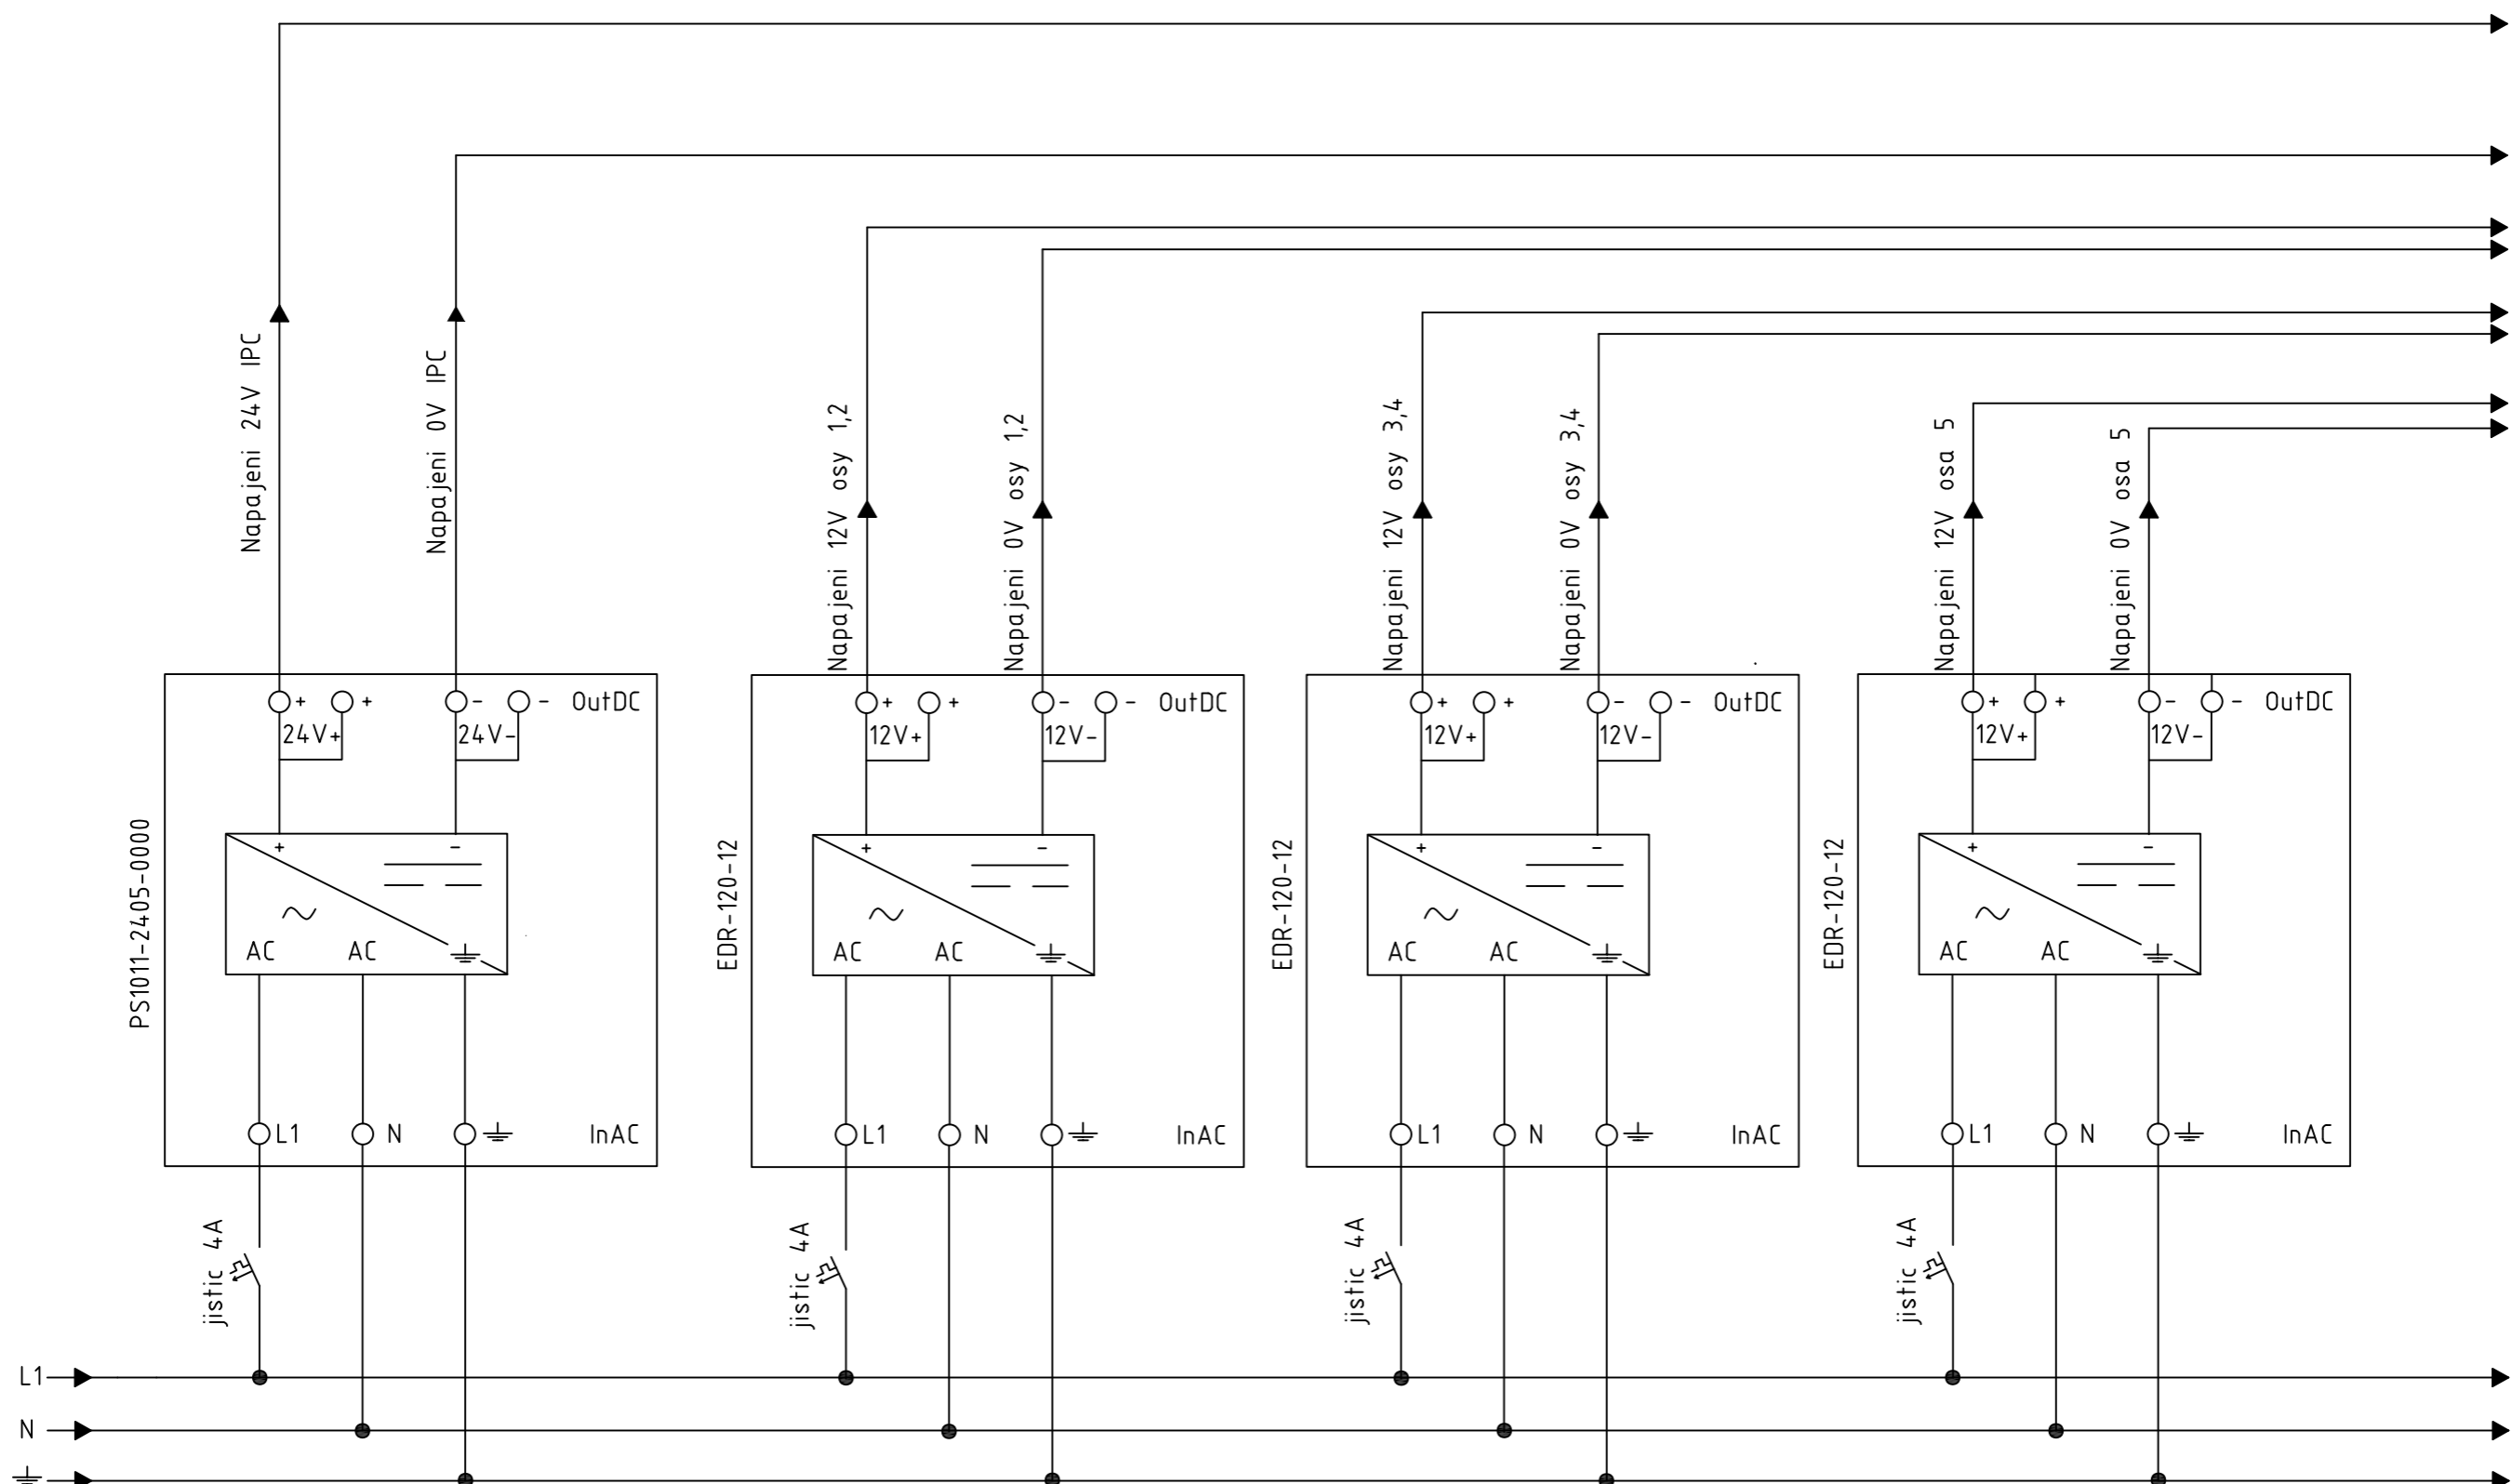 Napajeni 24V IPC
Napajeni 0V IPC
Napajeni 12V osy 1,2
Napajeni 0V osy 1,2
Napajeni 12V osy 3,4
Napajeni 0V osy 3,4
Napajeni 12V osa 5
Napajeni 0V osa 5
PS1011-2405-0000
+ + - - OutDC
24V+ 24V-
+ -
AC AC
L1 N InAC
jistic 4A
EDR-120-12
+ + - - OutDC
12V+ 12V-
+ -
AC AC
L1 N InAC
jistic 4A
EDR-120-12
+ + - - OutDC
12V+ 12V-
+ -
AC AC
L1 N InAC
jistic 4A
EDR-120-12
+ + - - OutDC
12V+ 12V-
+ -
AC AC
L1 N InAC
jistic 4A
L1
N